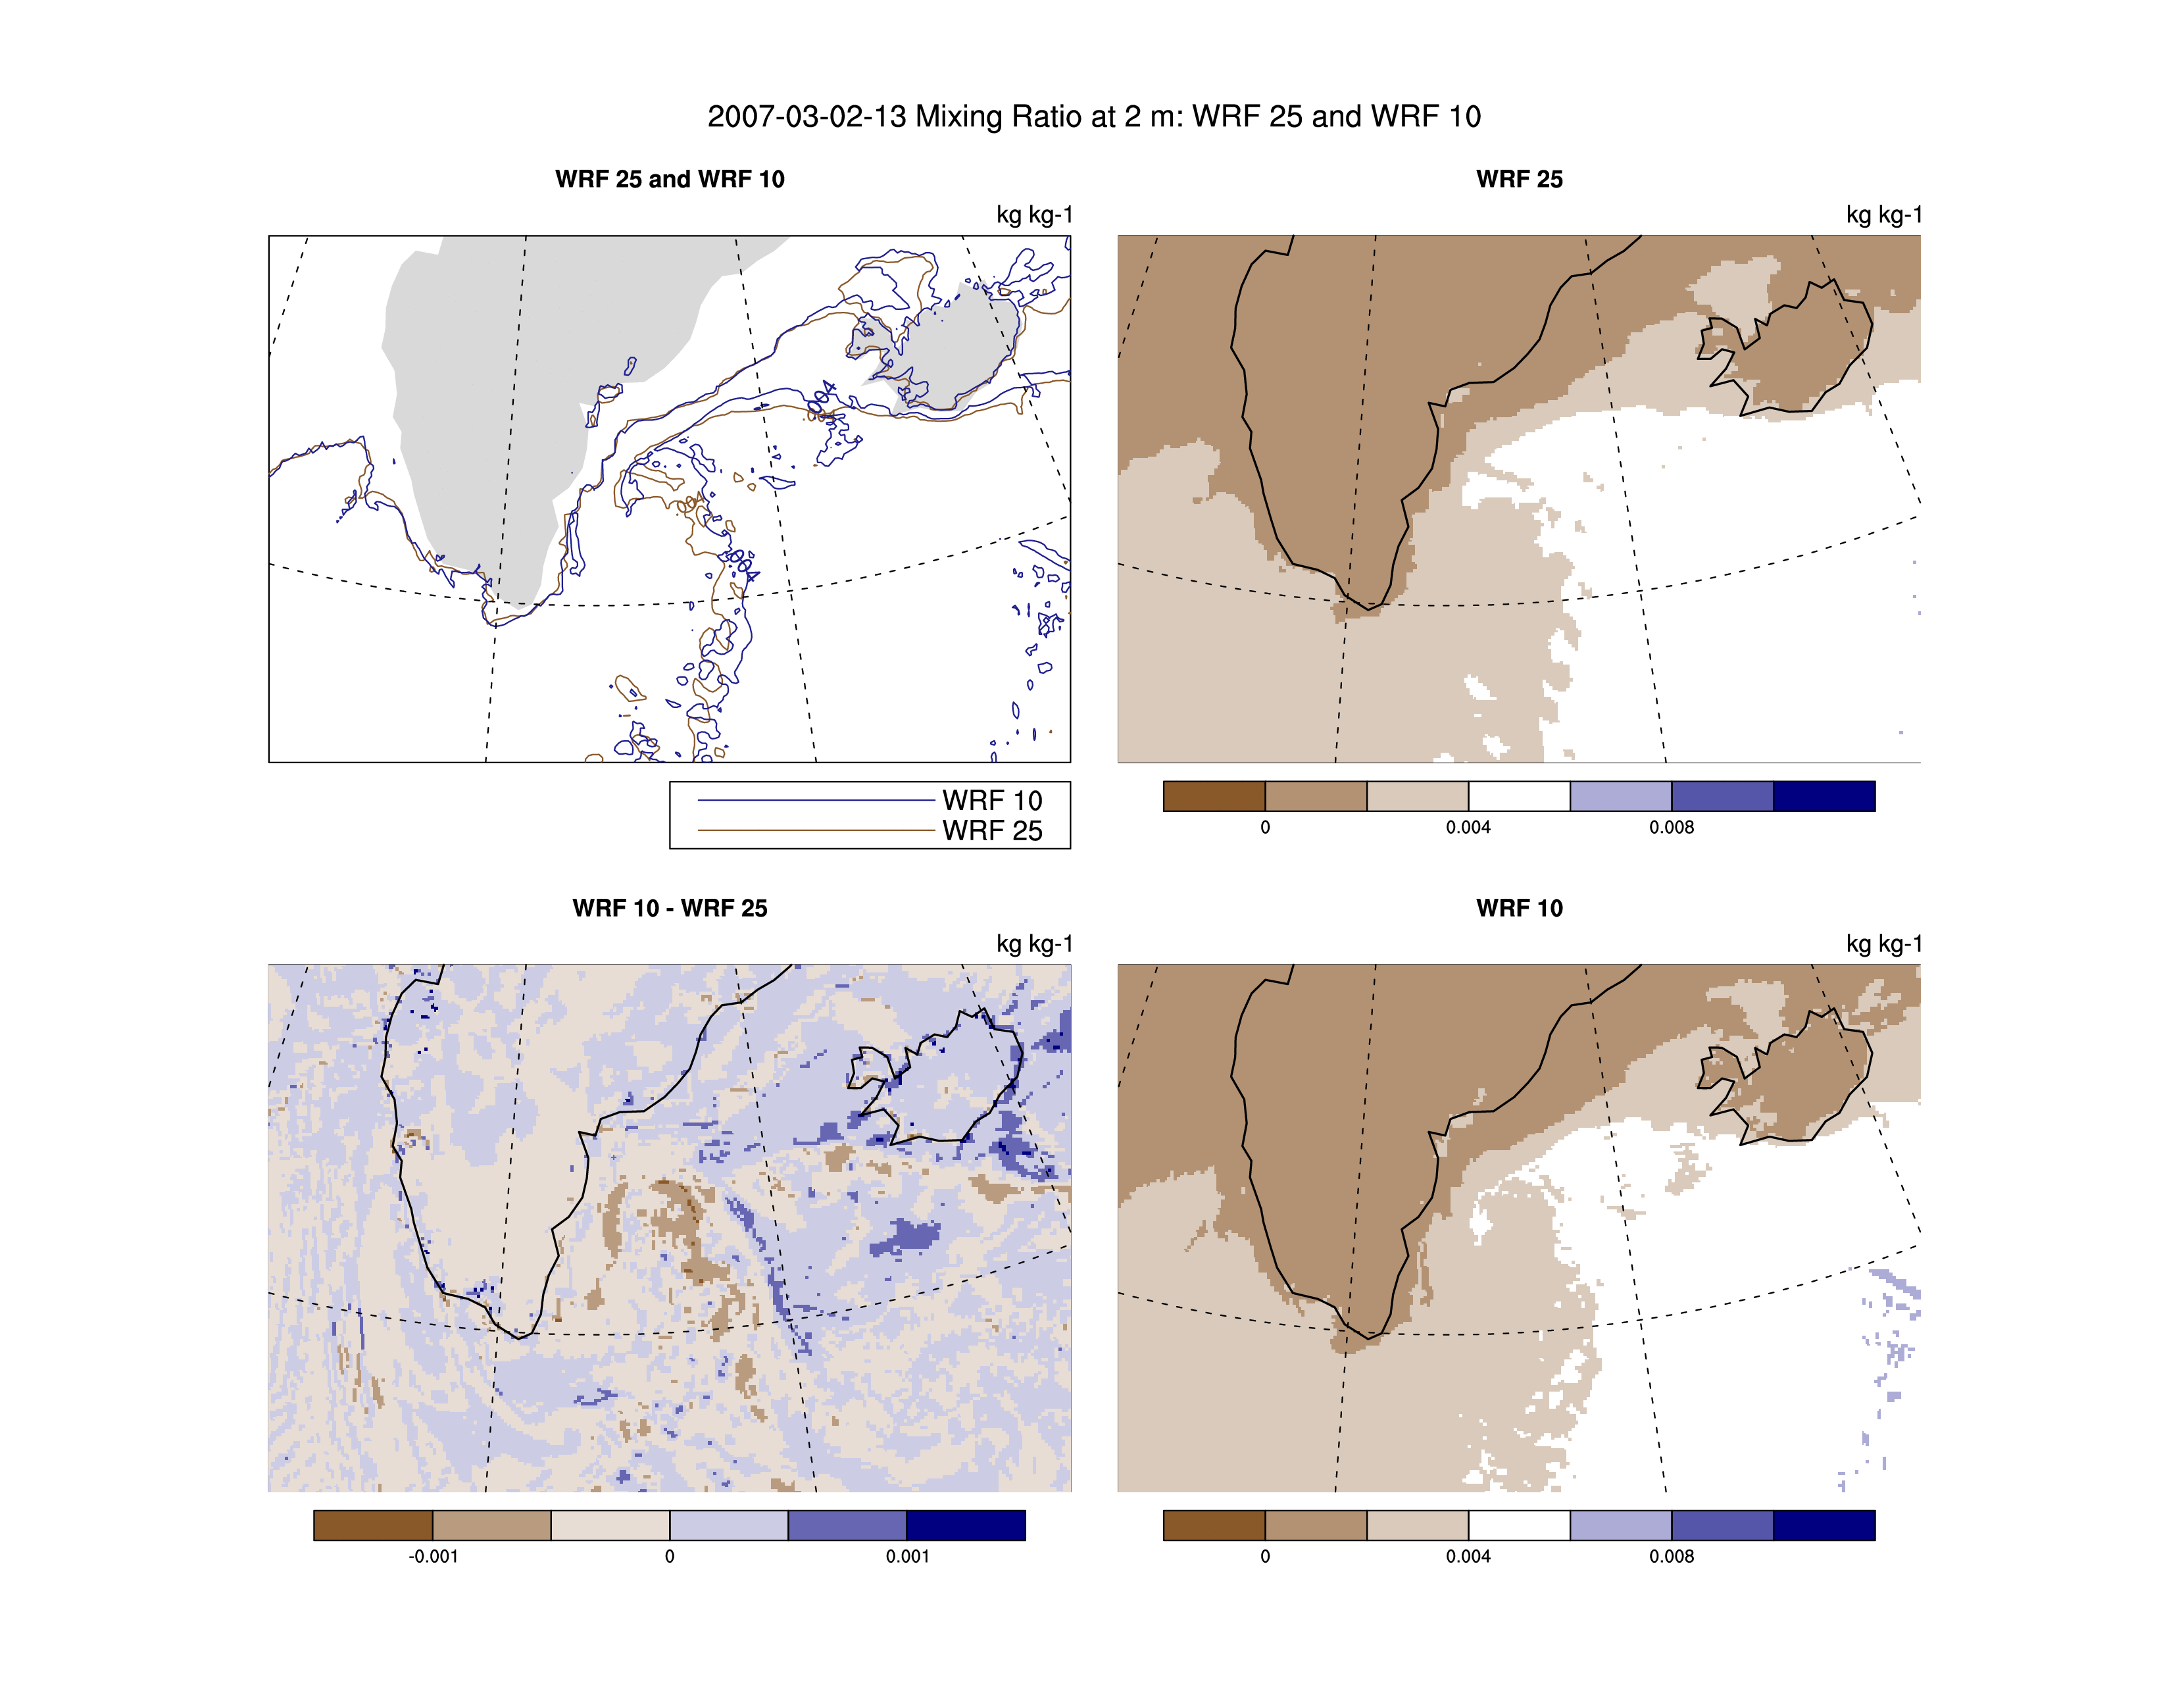 2007-03-02-13 Mixing Ratio at 2 m: WRF 25 and WRF 10
WRF 25 and WRF 10
kg kg-1
WRF 25
kg kg-1
.004
.004
.004
.004
WRF 10
WRF 25
0 0.004 0.008
WRF 10 - WRF 25
kg kg-1
WRF 10
kg kg-1
-0.001 0 0.001
0 0.004 0.008